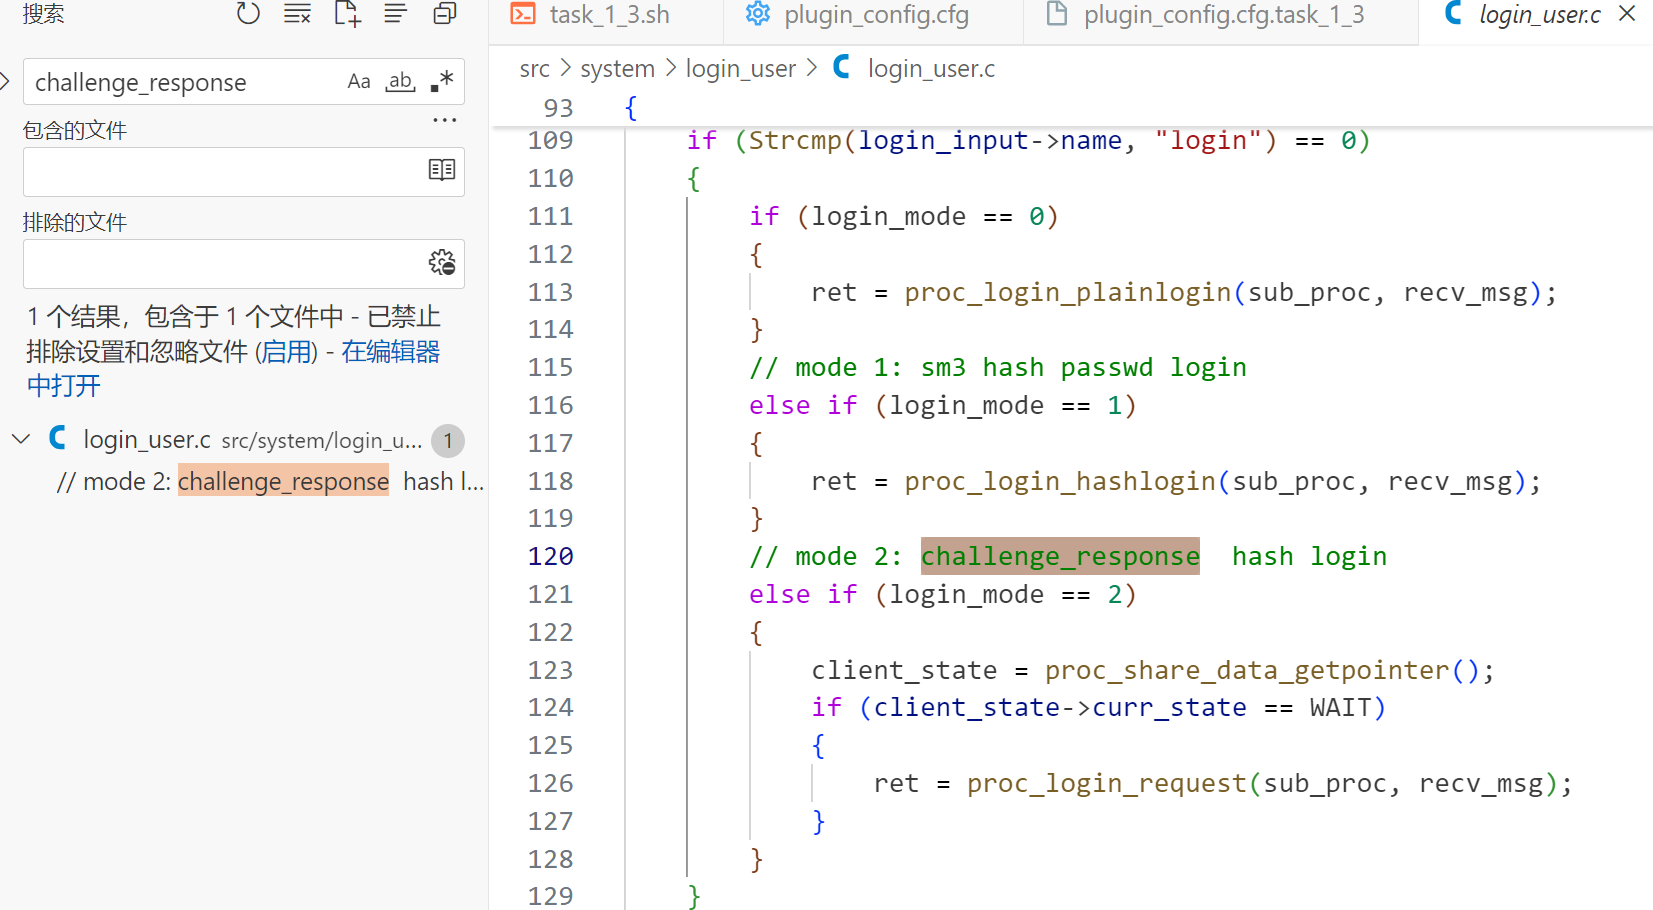 搜索
challenge_response
Aa ab .*
包含的文件
...
排除的文件
1 个结果，包含于 1 个文件中 - 已禁止
排除设置和忽略文件 (启用) - 在编辑器
中打开
login_user.c src/system/login_u... 1
// mode 2: challenge_response hash l...
task_1_3.sh
plugin_config.cfg
plugin_config.cfg.task_1_3
login_user.c
src > system > login_user > C login_user.c
93 {
109 if (Strcmp(login_input->name, "login") == 0)
110 {
111 if (login_mode == 0)
112 {
113 ret = proc_login_plainlogin(sub_proc, recv_msg);
114 }
115 // mode 1: sm3 hash passwd login
116 else if (login_mode == 1)
117 {
118 ret = proc_login_hashlogin(sub_proc, recv_msg);
119 }
120 // mode 2: challenge_response  hash login
121 else if (login_mode == 2)
122 {
123 client_state = proc_share_data_getpointer();
124 if (client_state->curr_state == WAIT)
125 {
126 ret = proc_login_request(sub_proc, recv_msg);
127 }
128 }
129 }